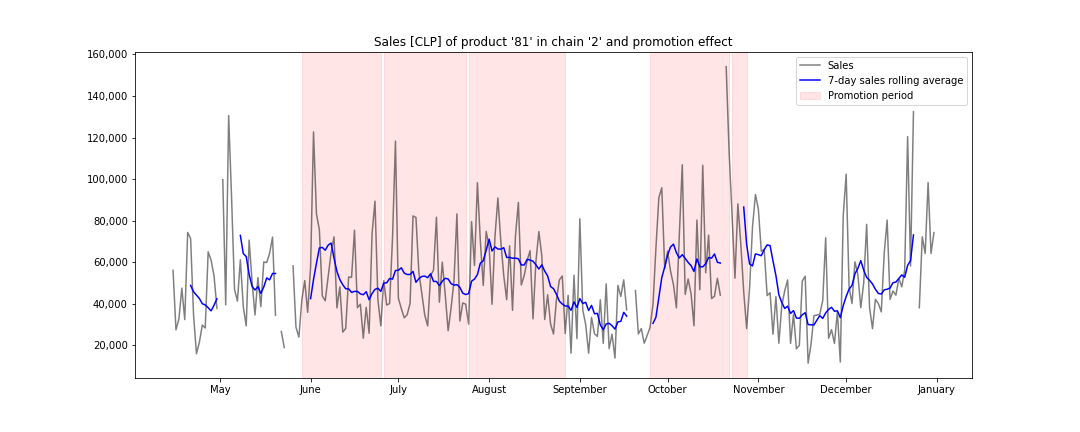 Sales [CLP] of product '81' in chain '2' and promotion effect
160,000
140,000
120,000
100,000
80,000
60,000
40,000
20,000
Sales
7-day sales rolling average
Promotion period
May June July August September October November December January